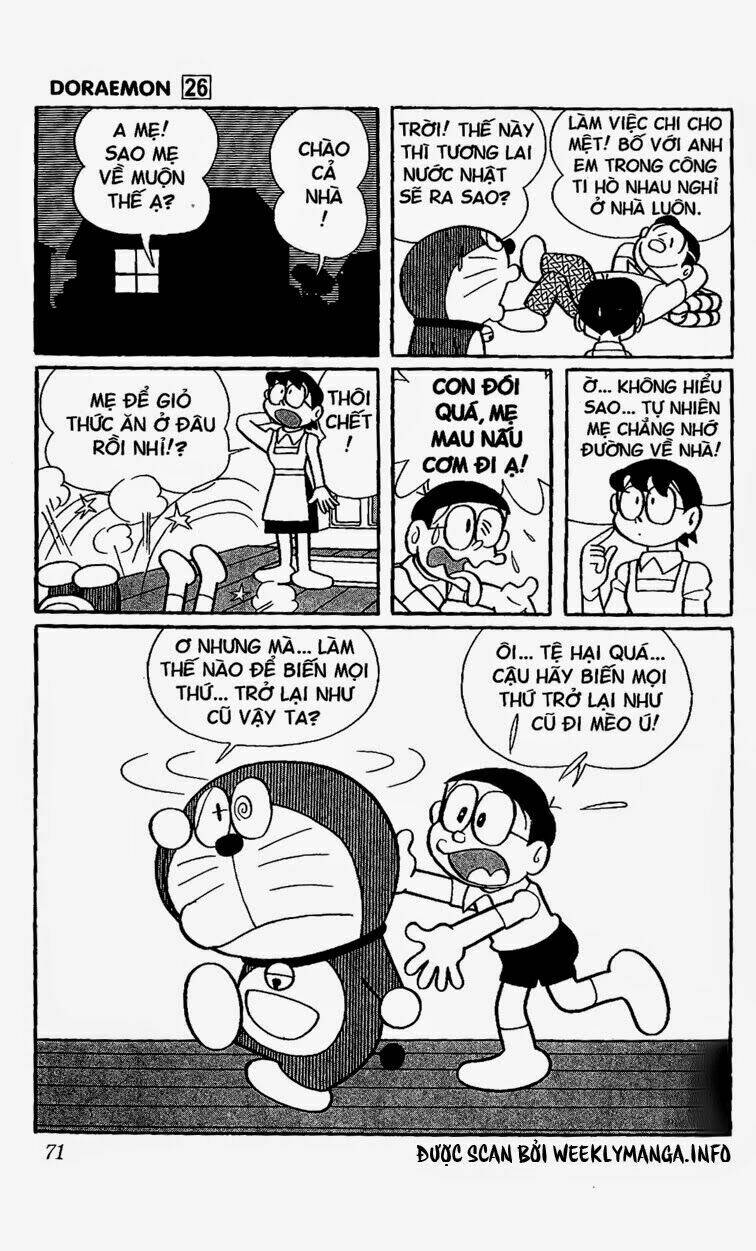 DORAEMON 26
TRỜI! THẾ NÀY
THÌ TƯƠNG LAI
NƯỚC NHẬT
SẼ RA SAO?
LÀM VIỆC CHI CHO
MỆT! BỐ VỚI ANH
EM TRONG CÔNG
TI HÒ NHAU NGHỈ
Ở NHÀ LUÔN.
A MẸ!
SAO MẸ
VỀ MUỘN
THẾ Ạ?
CHÀO
CẢ
NHÀ
!
CON ĐÓI
QUÁ, MẸ
MAU NẤU
CƠM ĐI Ạ!
Ờ... KHÔNG HIỂU
SAO... TỰ NHIÊN
MẸ CHẲNG NHỚ
ĐƯỜNG VỀ NHÀ!
MẸ ĐỂ GIỎ
THỨC ĂN Ở ĐÂU
RỒI NHỈ!?
THÔI
CHẾT
!
Ơ NHƯNG MÀ... LÀM
THẾ NÀO ĐỂ BIẾN MỌI
THỨ... TRỞ LẠI NHƯ
CŨ VẬY TA?
ÔI... TỆ HẠI QUÁ...
CẬU HÃY BIẾN MỌI
THỨ TRỞ LẠI NHƯ
CŨ ĐI MÈO Ú!
71
ĐƯỢC SCAN BỞI WEEKLYMANGA.INFO